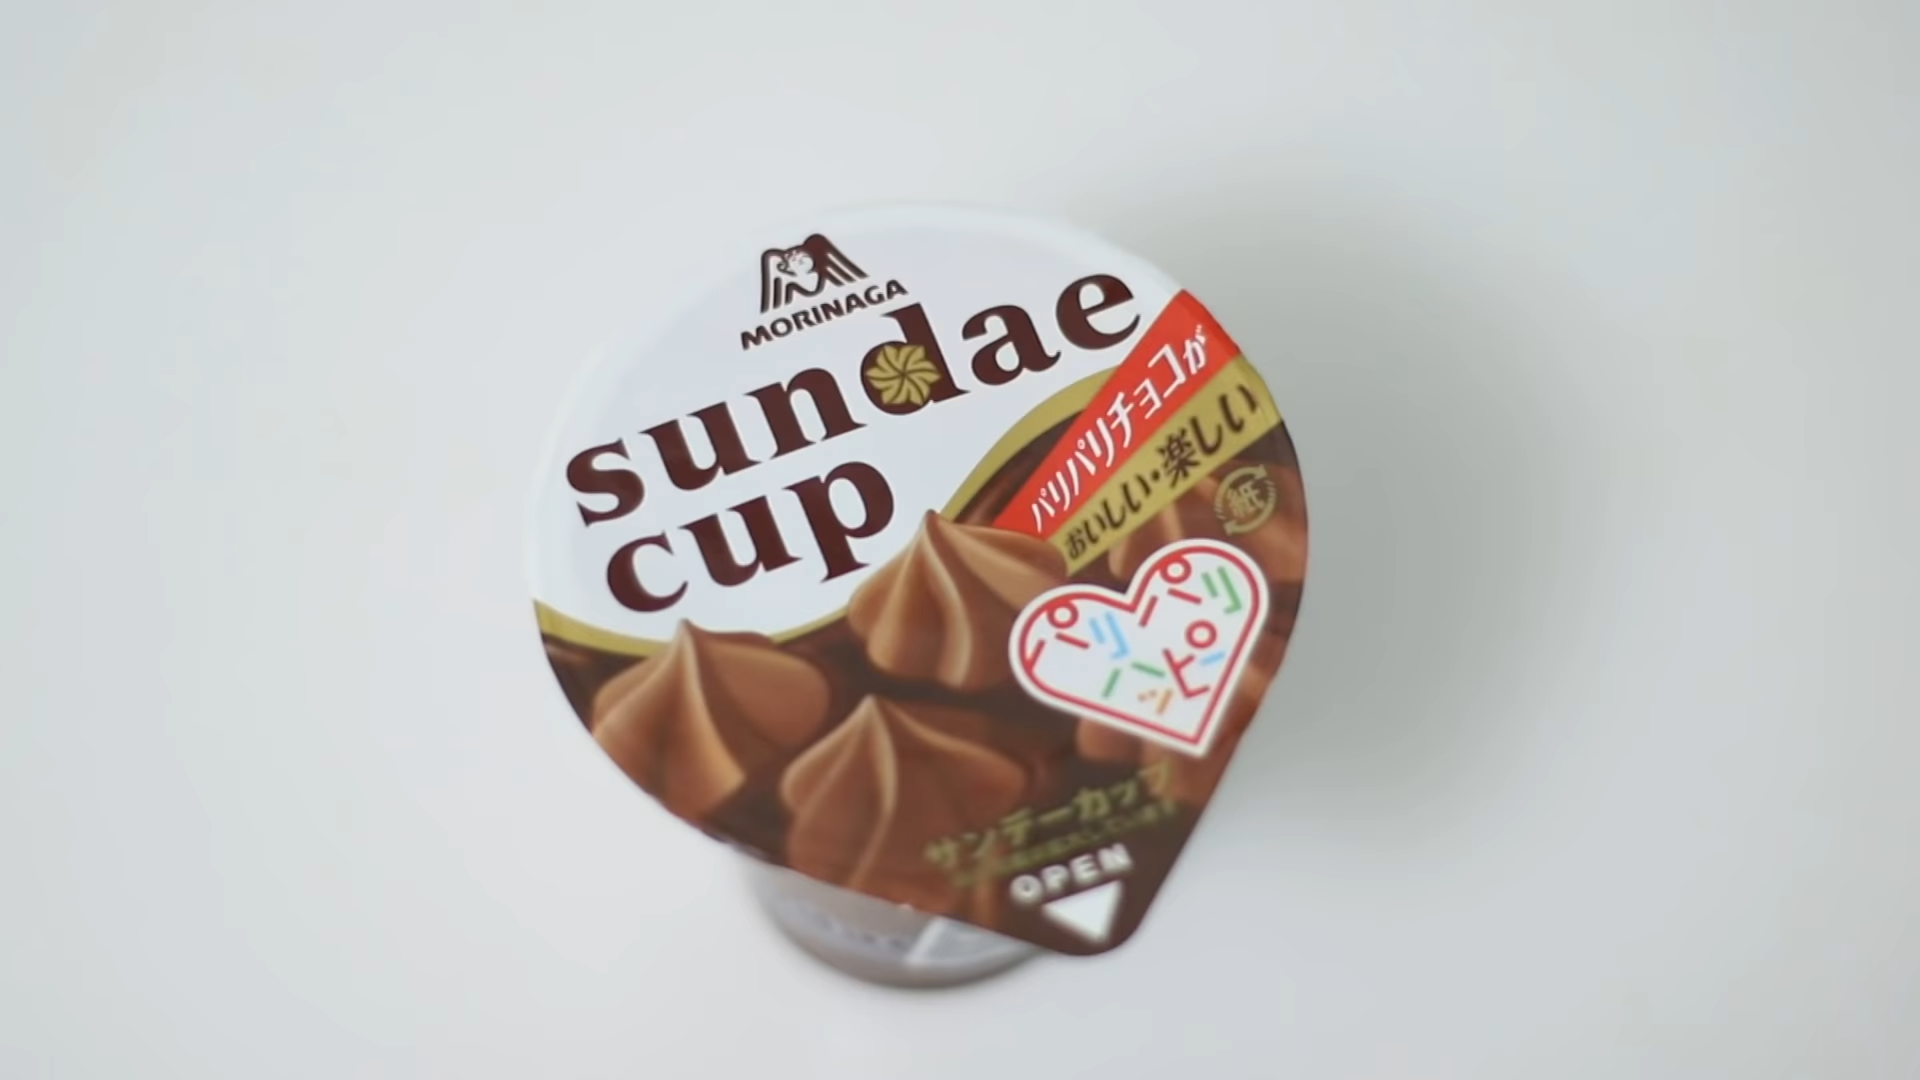 MORINAGA
sundae
cup
パリパリチョコが
おいしい・楽しい
紙
パリパリ
ハッピー
サンデーカップ
OPEN